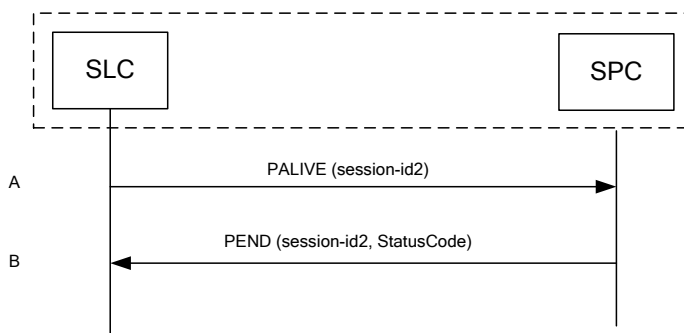 SLC
SPC
A
PALIVE (session-id2)
B
PEND (session-id2, StatusCode)